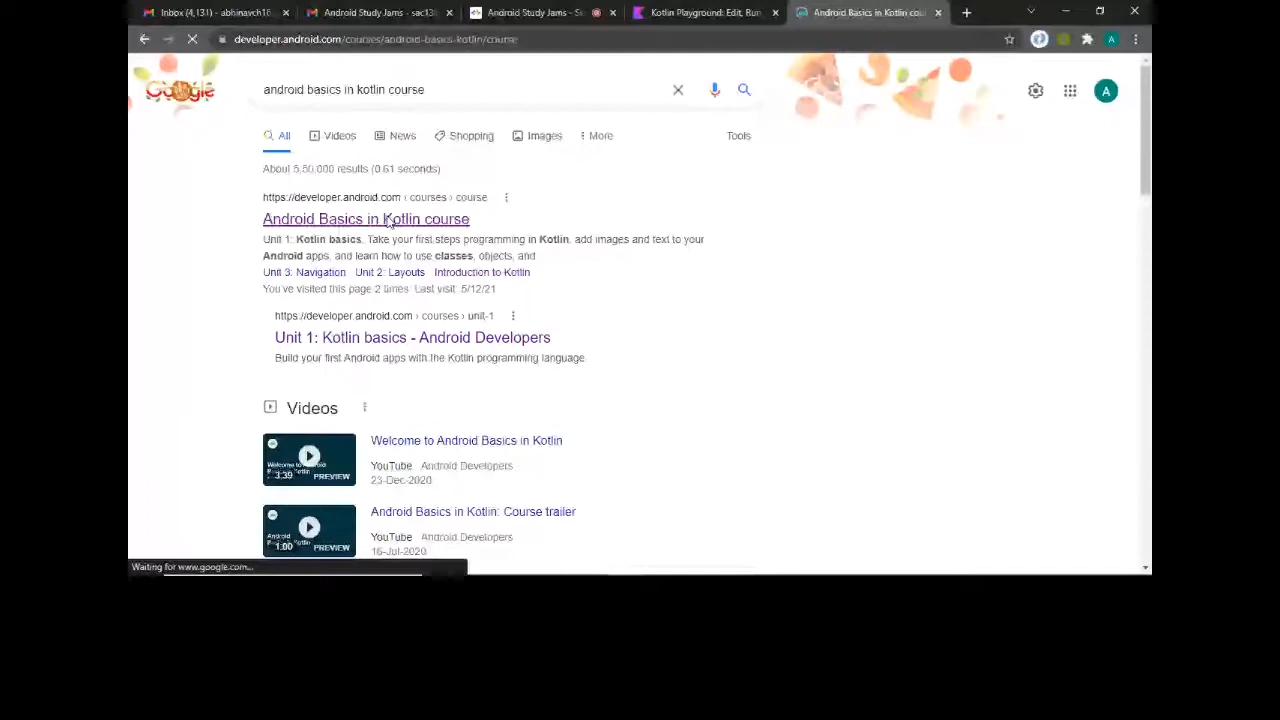 Inbox (4,131) - abhinavch16
Android Study Jams - sec13
Android Study Jams - Se
Kotlin Playground: Edit, Run
Android Basics in Kotlin cou
developer.android.com/courses/android-basics-kotlin/course
A
Google
android basics in kotlin course
A
All
Videos
News
Shopping
Images
More
Tools
About 5,50,000 results (0.61 seconds)
https://developer.android.com › courses › course
Android Basics in Kotlin course
Unit 1: Kotlin basics. Take your first steps programming in Kotlin, add images and text to your
Android apps, and learn how to use classes, objects, and
Unit 3: Navigation Unit 2: Layouts Introduction to Kotlin
You've visited this page 2 times. Last visit: 5/12/21
https://developer.android.com › courses › unit-1
Unit 1: Kotlin basics - Android Developers
Build your first Android apps with the Kotlin programming language.
Videos
Welcome to Android Basics in Kotlin
3:39
PREVIEW
YouTube Android Developers
23-Dec-2020
Android Basics in Kotlin: Course trailer
1:00
PREVIEW
YouTube Android Developers
16-Jul-2020
Waiting for www.google.com...